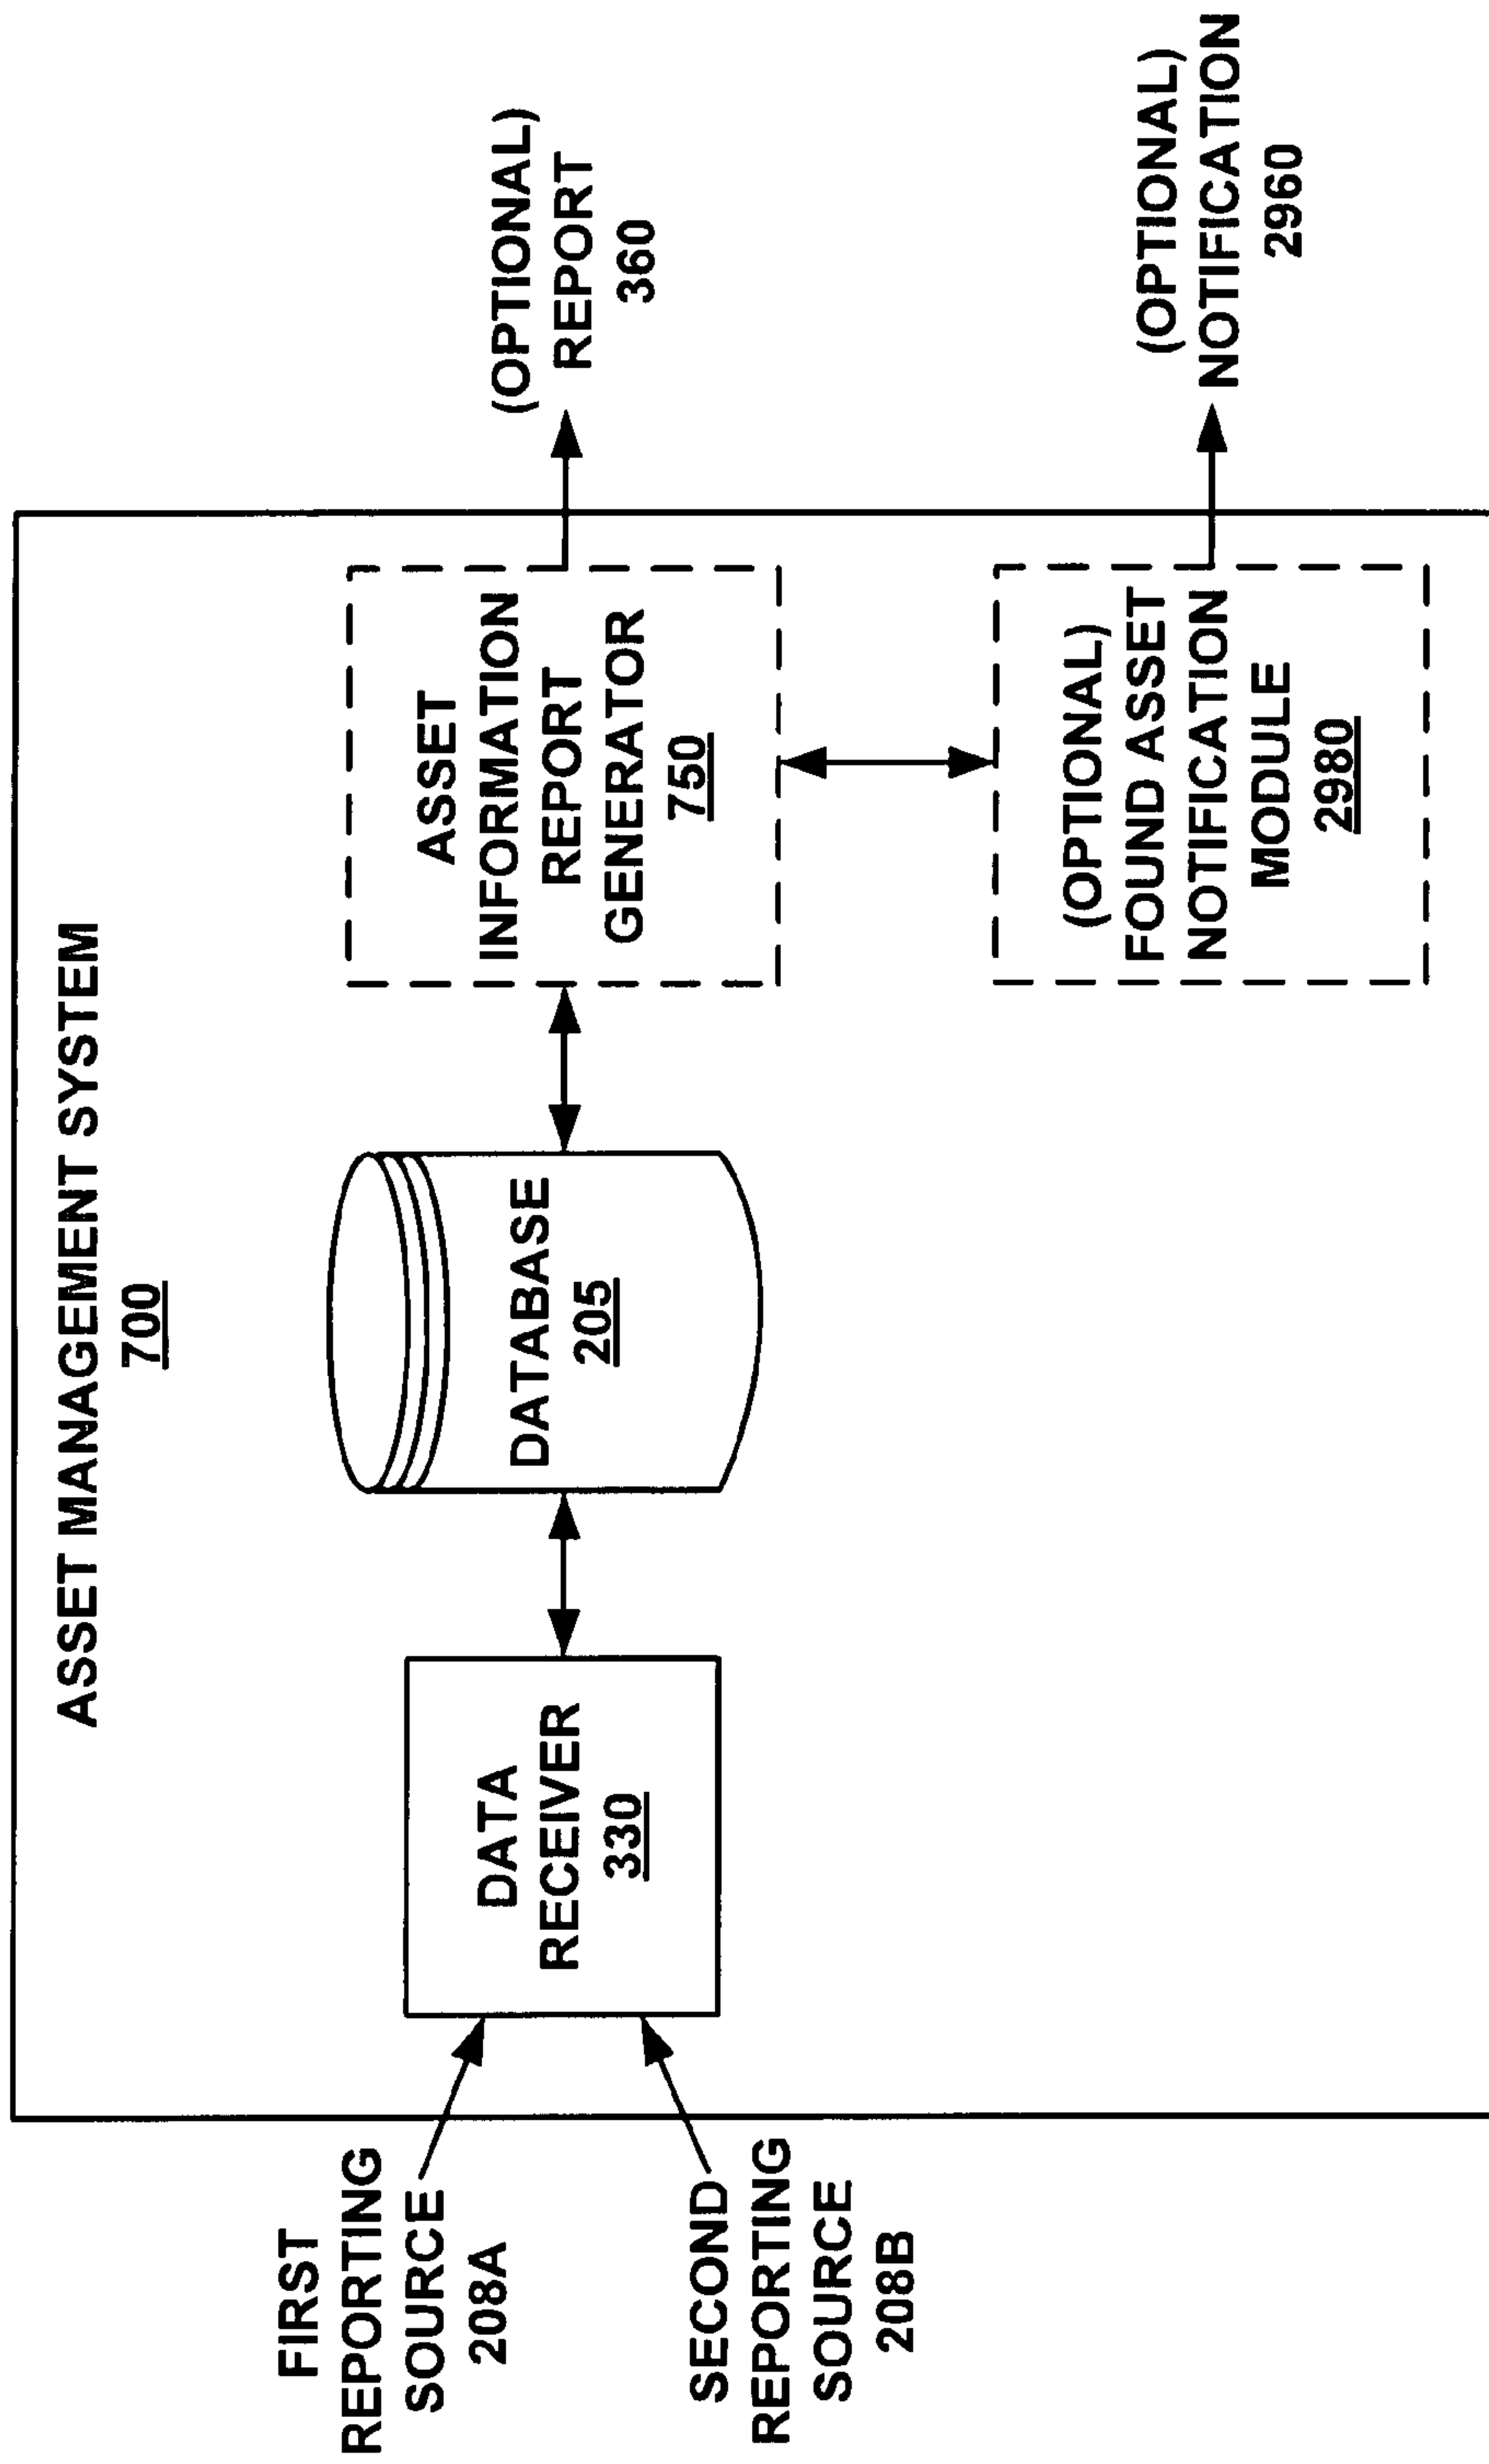 ASSET MANAGEMENT SYSTEM
700
FIRST
REPORTING
SOURCE
208A
SECOND
REPORTING
SOURCE
208B
DATA
RECEIVER
330
DATABASE
205
ASSET
INFORMATION
REPORT
GENERATOR
750
(OPTIONAL)
REPORT
360
(OPTIONAL)
FOUND ASSET
NOTIFICATION
MODULE
2980
(OPTIONAL)
NOTIFICATION
2960